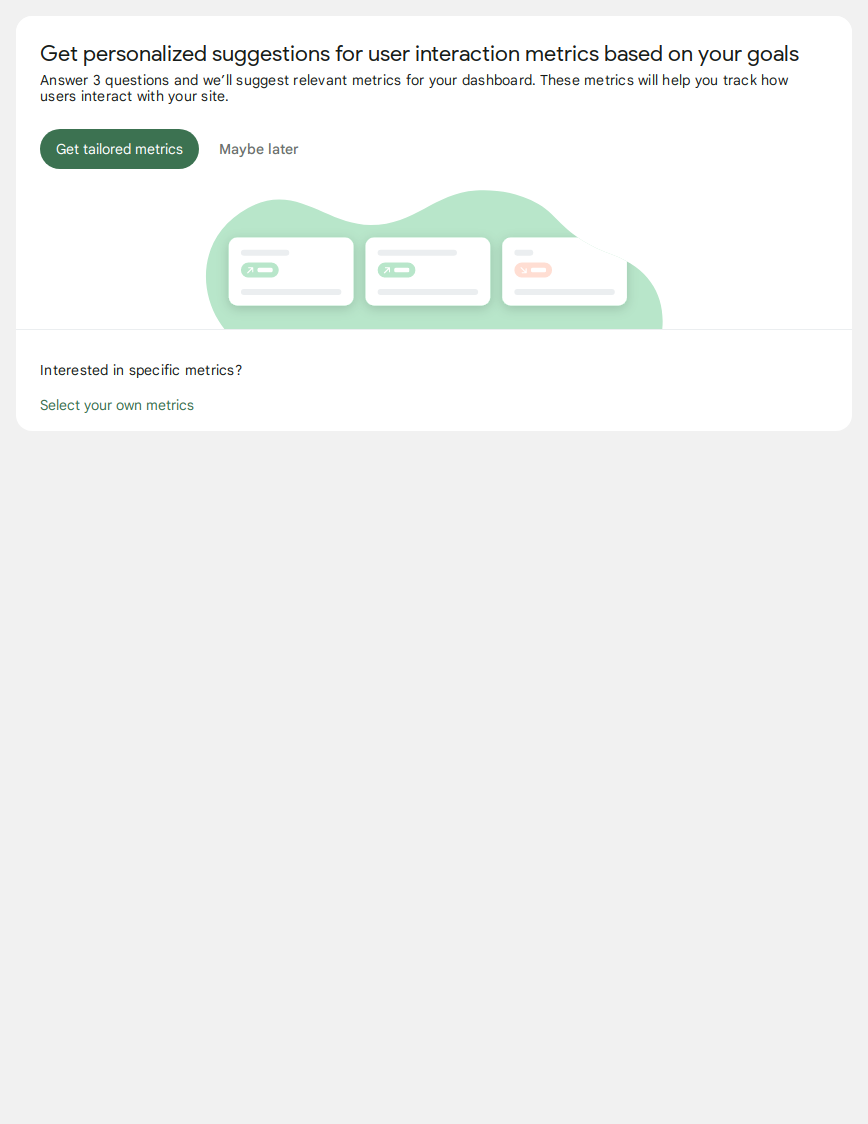 Get personalized suggestions for user interaction metrics based on your goals
Answer 3 questions and we’ll suggest relevant metrics for your dashboard. These metrics will help you track how
users interact with your site.
Get tailored metrics
Maybe later
Interested in specific metrics?
Select your own metrics